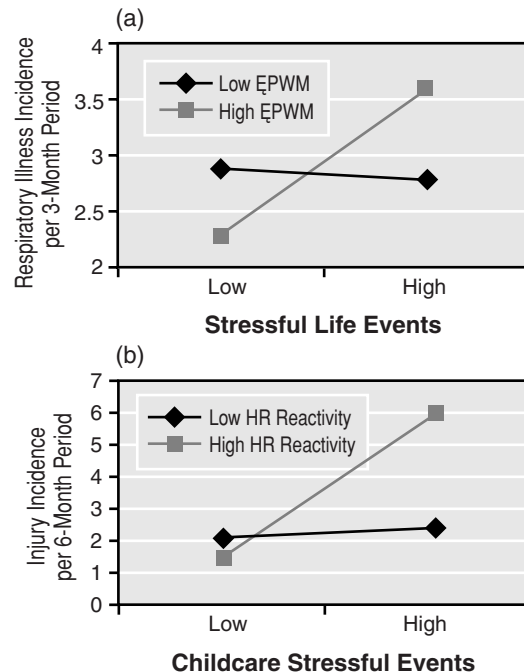 (a)
Respiratory Illness Incidence
per 3-Month Period
4
3.5
3
2.5
2
Low ĘPWM
High ĘPWM
Low
High
Stressful Life Events
(b)
Injury Incidence
per 6-Month Period
7
6
5
4
3
2
1
0
Low HR Reactivity
High HR Reactivity
Low
High
Childcare Stressful Events